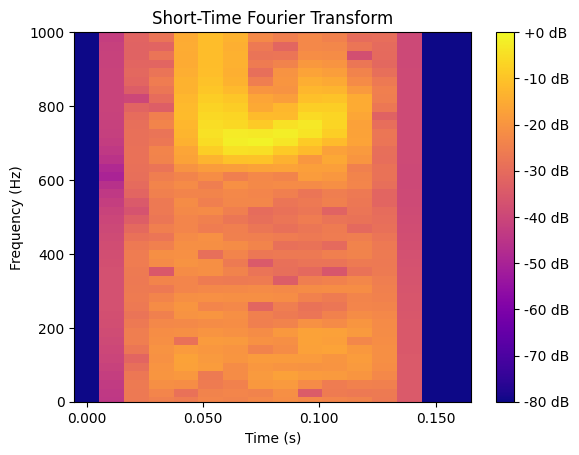 Short-Time Fourier Transform
1000
800
600
400
200
0
Frequency (Hz)
0.000
0.050
0.100
0.150
Time (s)
+0 dB
-10 dB
-20 dB
-30 dB
-40 dB
-50 dB
-60 dB
-70 dB
-80 dB